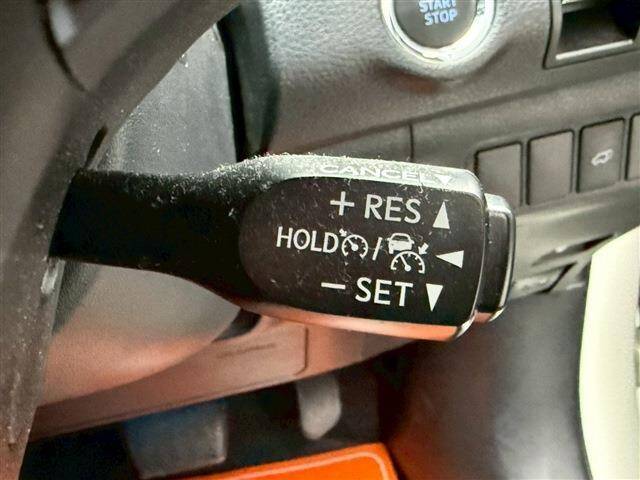 START
STOP
CANCEL
+ RES
HOLD /
− SET